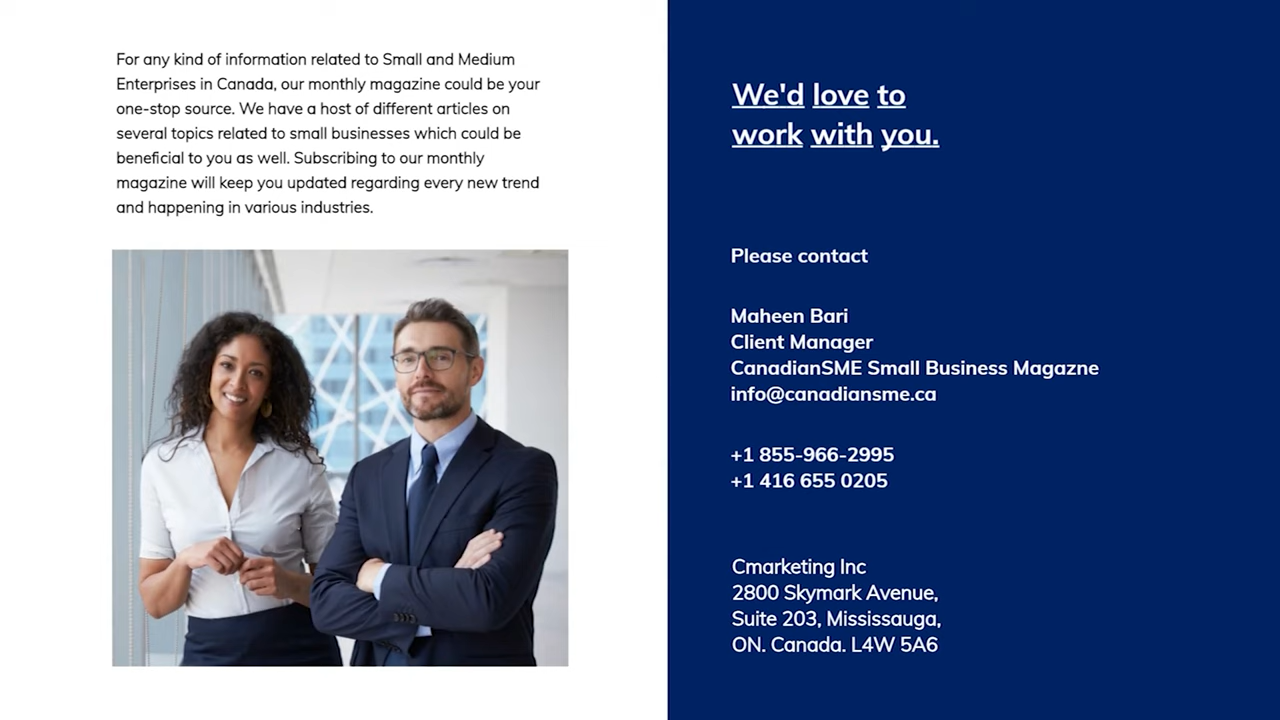 For any kind of information related to Small and Medium
Enterprises in Canada, our monthly magazine could be your
one-stop source. We have a host of different articles on
several topics related to small businesses which could be
beneficial to you as well. Subscribing to our monthly
magazine will keep you updated regarding every new trend
and happening in various industries.
We'd love to
work with you.
Please contact
Maheen Bari
Client Manager
CanadianSME Small Business Magazne
info@canadiansme.ca
+1 855-966-2995
+1 416 655 0205
Cmarketing Inc
2800 Skymark Avenue,
Suite 203, Mississauga,
ON. Canada. L4W 5A6